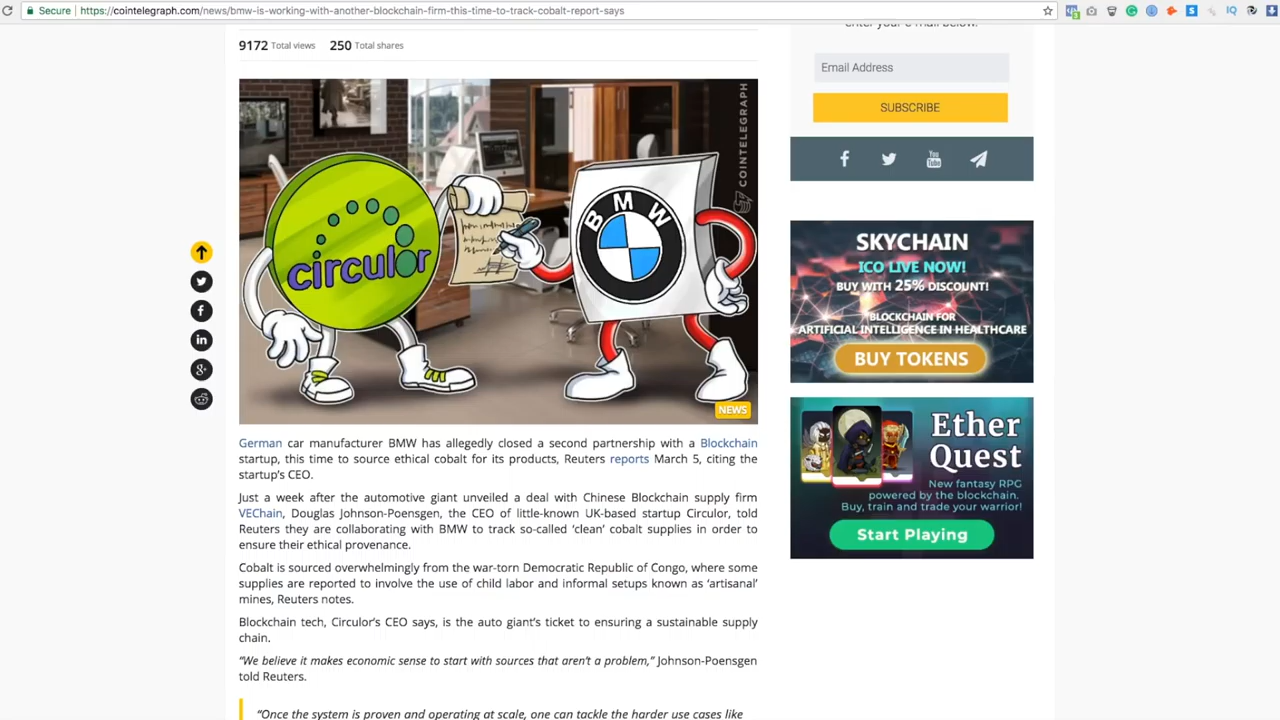 Secure
https://cointelegraph.com/news/bmw-is-working-with-another-blockchain-firm-this-time-to-track-cobalt-report-says
9172 Total views 250 Total shares
COINTELEGRAPH
circulor
BMW
NEWS
German car manufacturer BMW has allegedly closed a second partnership with a Blockchain
startup, this time to source ethical cobalt for its products, Reuters reports March 5, citing the
startup's CEO.
Just a week after the automotive giant unveiled a deal with Chinese Blockchain supply firm
VEChain, Douglas Johnson-Poensgen, the CEO of little-known UK-based startup Circulor, told
Reuters they are collaborating with BMW to track so-called ‘clean’ cobalt supplies in order to
ensure their ethical provenance.
Cobalt is sourced overwhelmingly from the war-torn Democratic Republic of Congo, where some
supplies are reported to involve the use of child labor and informal setups known as ‘artisanal’
mines, Reuters notes.
Blockchain tech, Circulor’s CEO says, is the auto giant’s ticket to ensuring a sustainable supply
chain.
“We believe it makes economic sense to start with sources that aren’t a problem,” Johnson-Poensgen
told Reuters.
“Once the system is proven and operating at scale, one can tackle the harder use cases like
enter your e-mail below.
Email Address
SUBSCRIBE
You
Tube
SKYCHAIN
ICO LIVE NOW!
BUY WITH 25% DISCOUNT!
BLOCKCHAIN FOR
ARTIFICIAL INTELLIGENCE IN HEALTHCARE
BUY TOKENS
Ether
Quest
New fantasy RPG
powered by the blockchain.
Buy, train and trade your warrior!
Start Playing